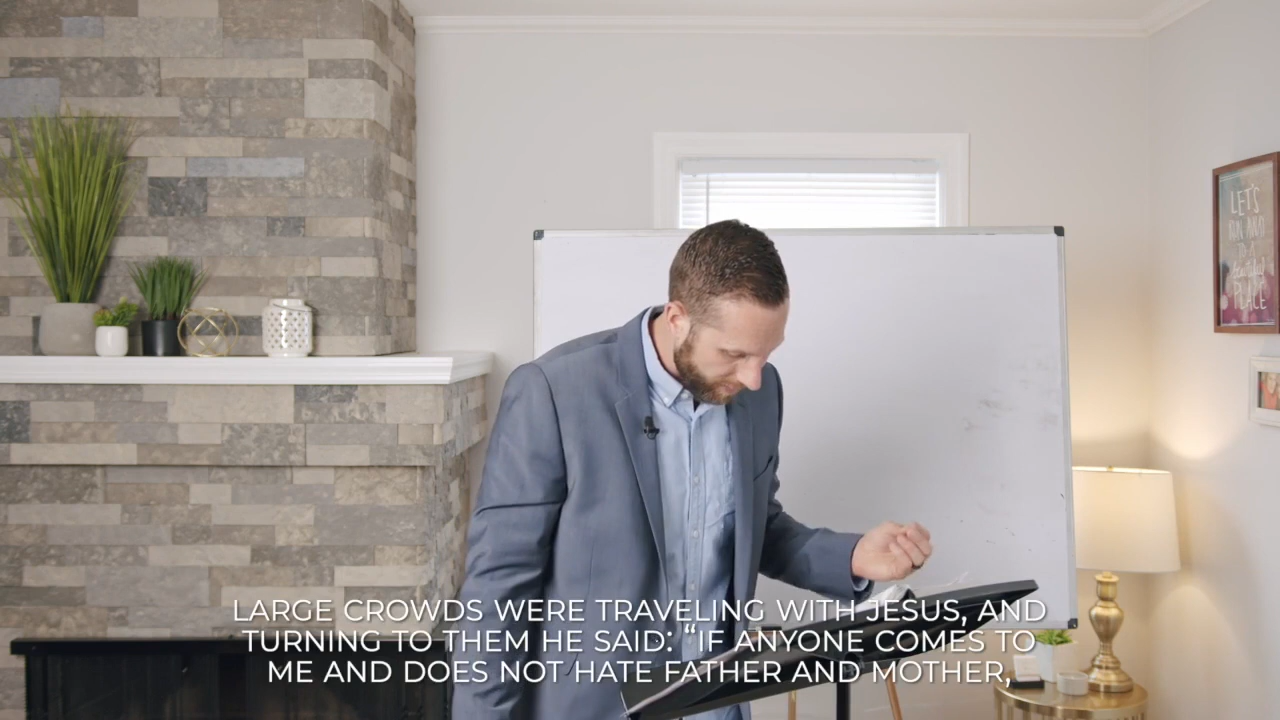 LET'S
PLACE
LARGE CROWDS WERE TRAVELING WITH JESUS, AND
TURNING TO THEM HE SAID: “IF ANYONE COMES TO
ME AND DOES NOT HATE FATHER AND MOTHER,